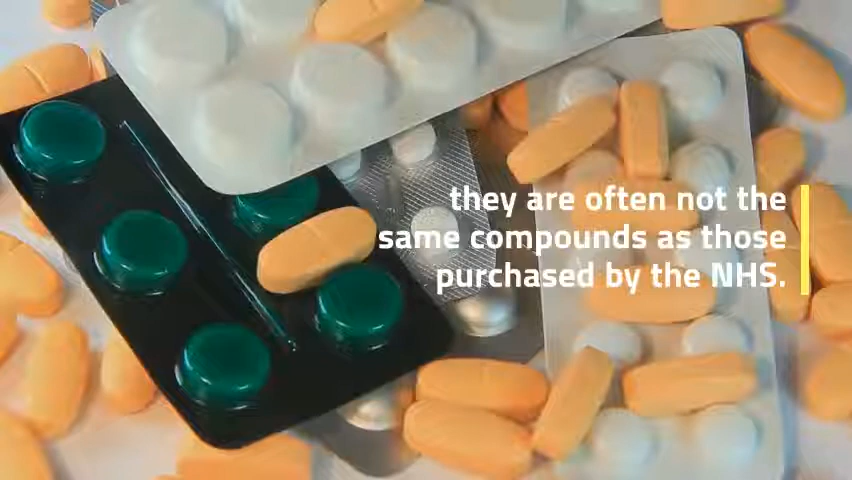 they are often not the
same compounds as those
purchased by the NHS.